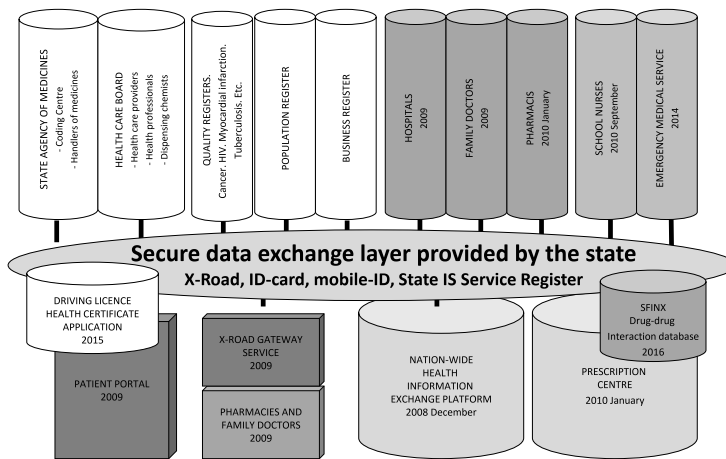 STATE AGENCY OF MEDICINES
- Coding Centre
- Handlers of medicines
HEALTH CARE BOARD
- Health care providers
- Health professionals
- Dispensing chemists
QUALITY REGISTERS.
Cancer. HIV. Myocardial infarction.
Tuberculosis. Etc.
POPULATION REGISTER
BUSINESS REGISTER
HOSPITALS
2009
FAMILY DOCTORS
2009
PHARMACIS
2010 January
SCHOOL NURSES
2010 September
EMERGENCY MEDICAL SERVICE
2014
Secure data exchange layer provided by the state
X-Road, ID-card, mobile-ID, State IS Service Register
DRIVING LICENCE
HEALTH CERTIFICATE
APPLICATION
2015
PATIENT PORTAL
2009
X-ROAD GATEWAY
SERVICE
2009
PHARMACIES AND
FAMILY DOCTORS
2009
NATION-WIDE
HEALTH
INFORMATION
EXCHANGE PLATFORM
2008 December
SFINX
Drug-drug
Interaction database
2016
PRESCRIPTION
CENTRE
2010 January